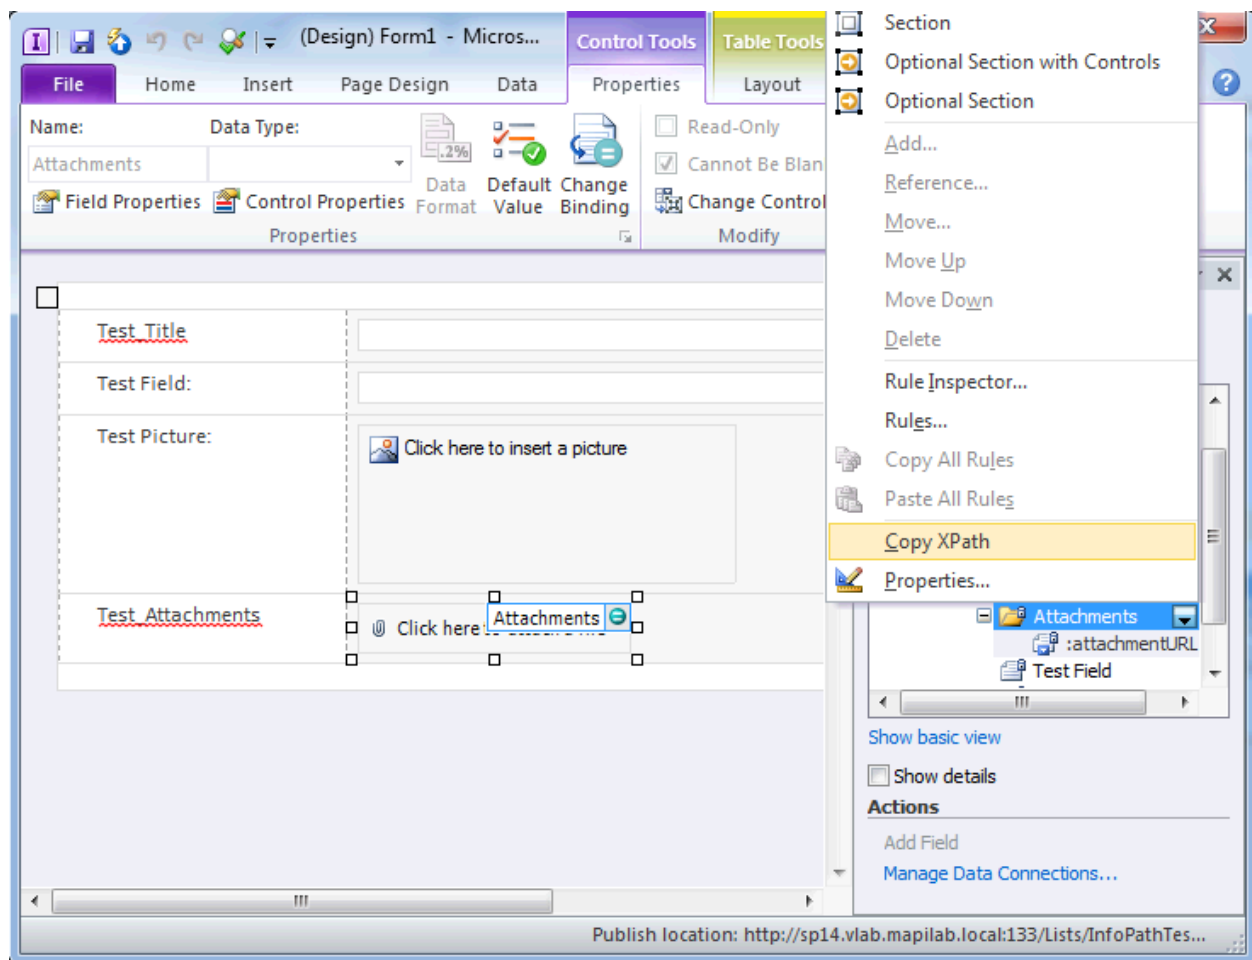 (Design) Form1 - Micros...
Control Tools
Table Tools
File
Home
Insert
Page Design
Data
Properties
Layout
Name:
Data Type:
Attachments
Field Properties
Control Properties
.2%
Data Format
Default Value
Change Binding
Read-Only
Cannot Be Blan
Change Control
Properties
Modify
Section
Optional Section with Controls
Optional Section
Add...
Reference...
Move...
Move Up
Move Down
Delete
Rule Inspector...
Rules...
Copy All Rules
Paste All Rules
Copy XPath
Properties...
Test_Title
Test Field:
Test Picture:
Click here to insert a picture
Test_Attachments
Click here
Attachments
Attachments
:attachmentURL
Test Field
Show basic view
Show details
Actions
Add Field
Manage Data Connections...
Publish location: http://sp14.vlab.mapilab.local:133/Lists/InfoPathTes...